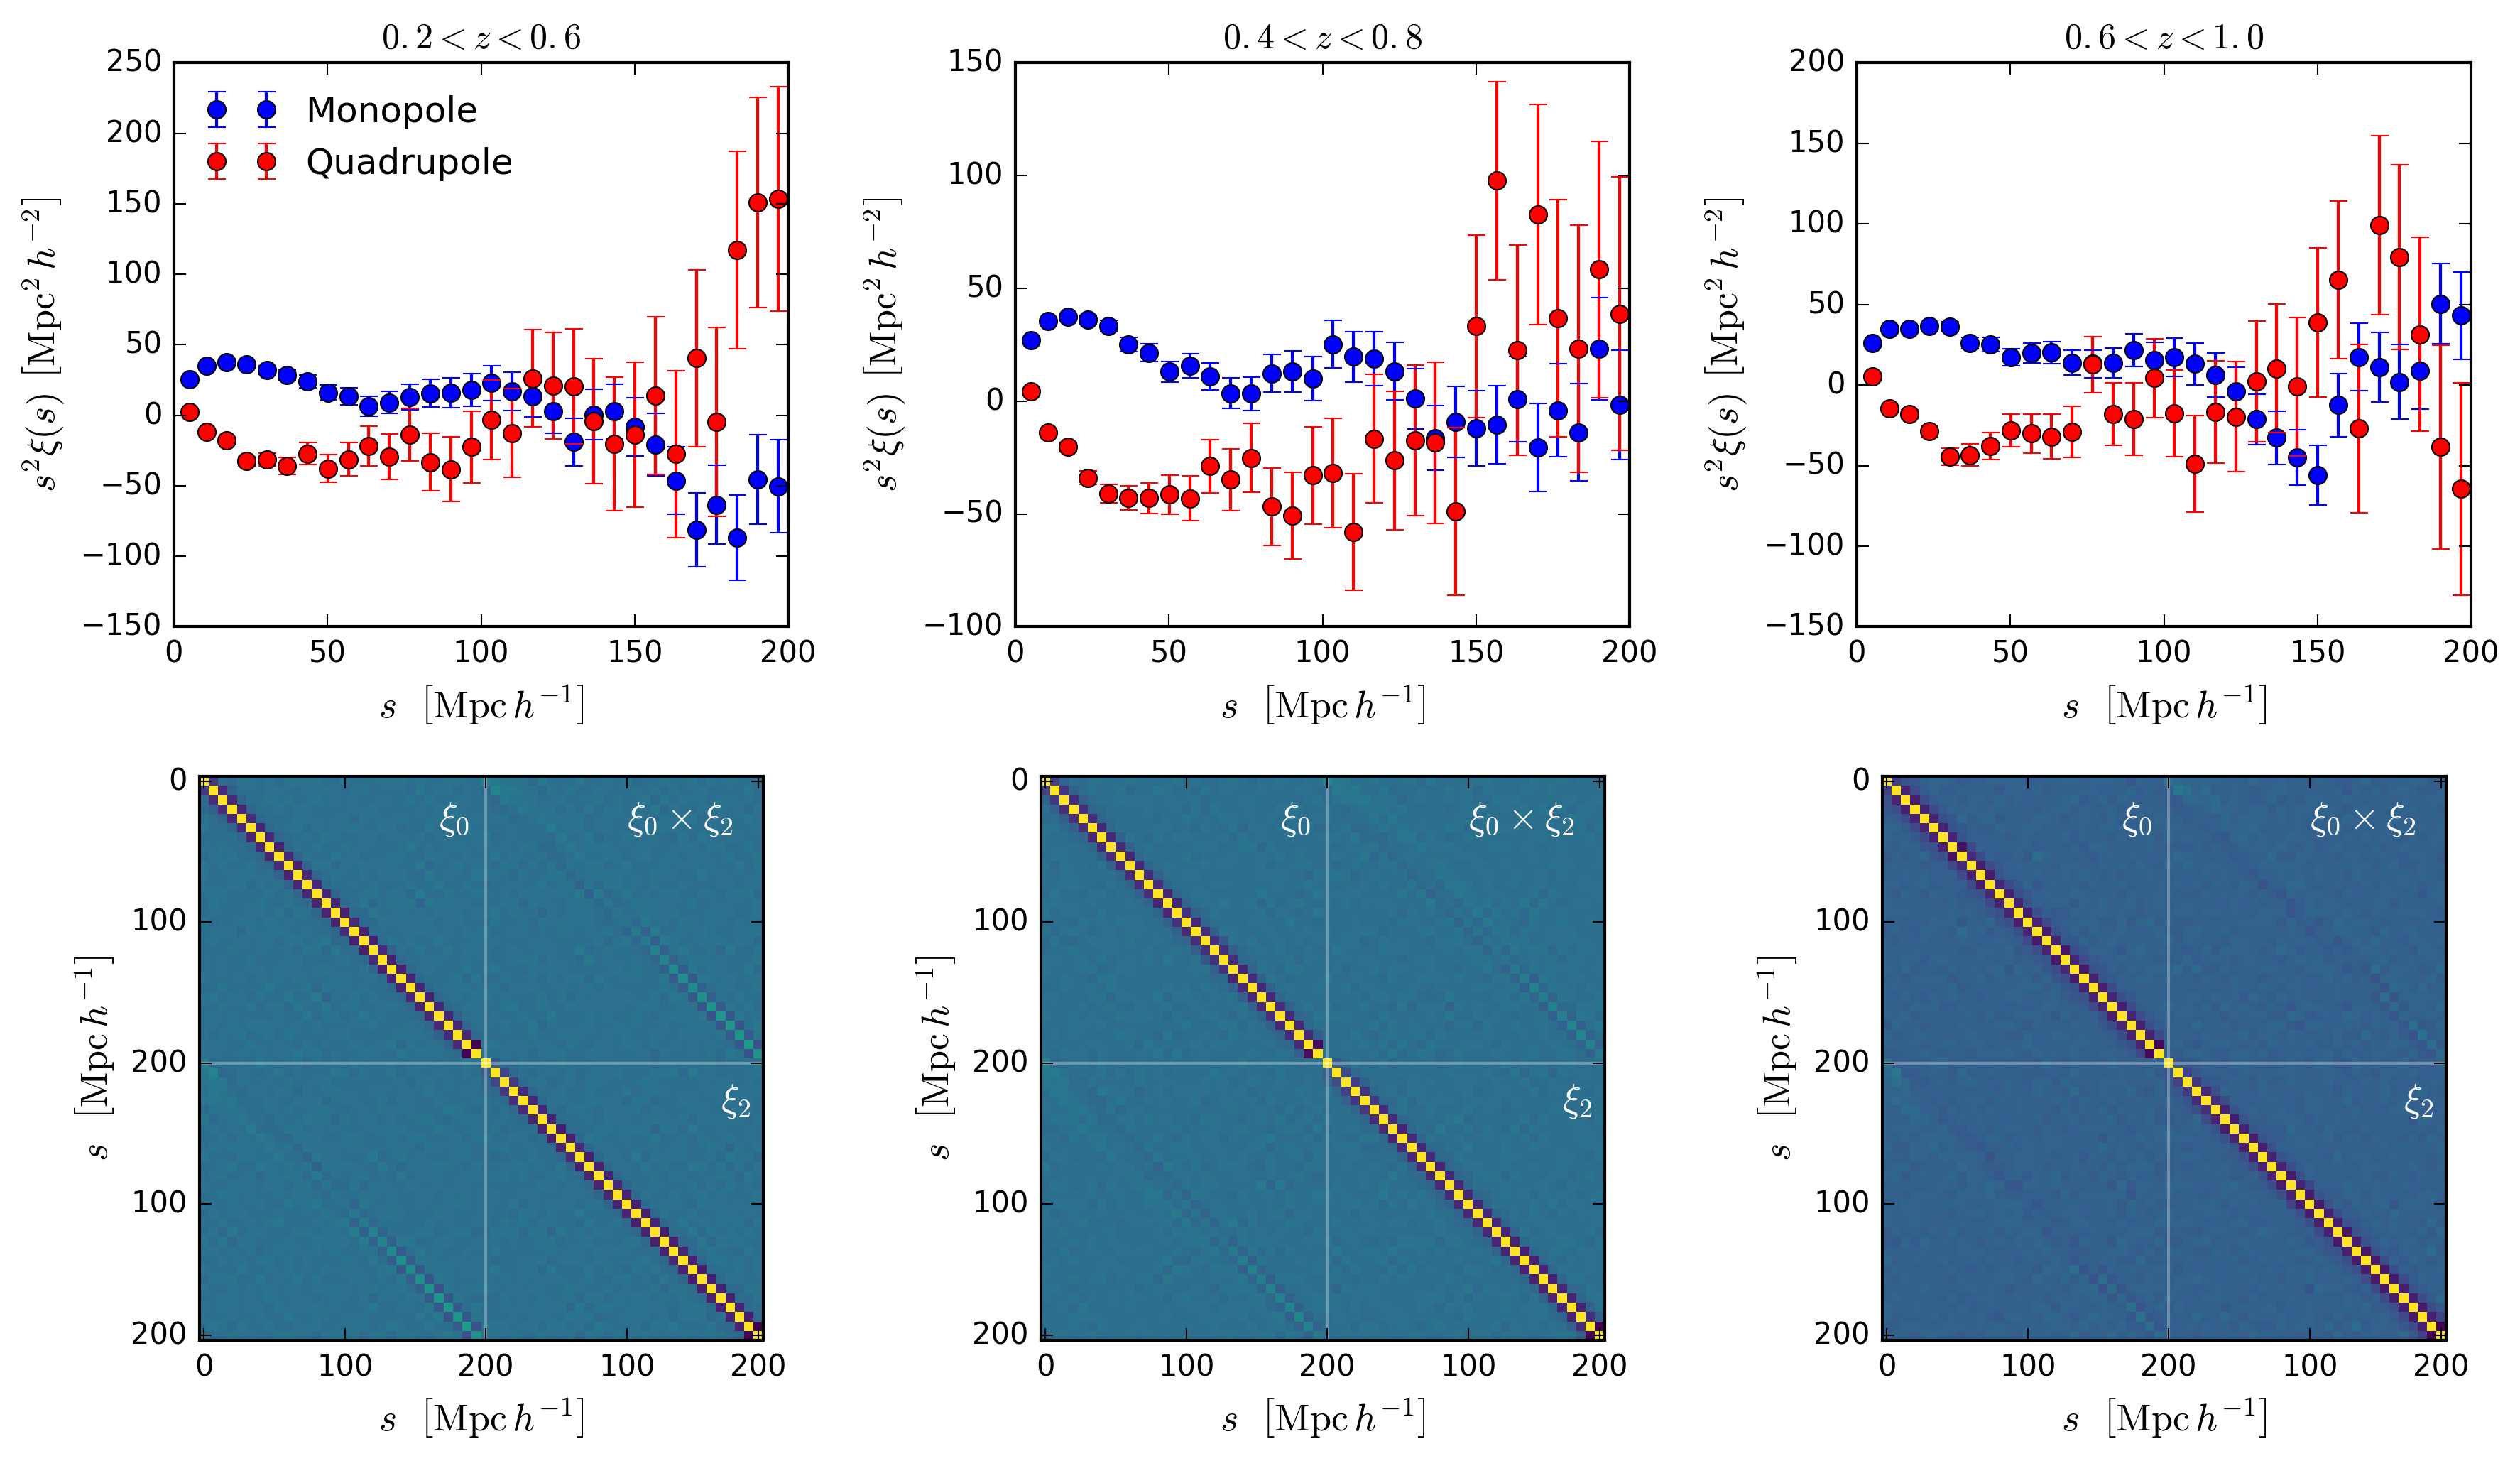 0.2 < z < 0.6
250
200
150
100
50
0
−50
−100
−150
0 50 100 150 200
s² ξ(s) [Mpc² h⁻²]
s [Mpc h⁻¹]
Monopole
Quadrupole
0.4 < z < 0.8
150
100
50
0
−50
−100
0 50 100 150 200
s² ξ(s) [Mpc² h⁻²]
s [Mpc h⁻¹]
0.6 < z < 1.0
200
150
100
50
0
−50
−100
−150
0 50 100 150 200
s² ξ(s) [Mpc² h⁻²]
s [Mpc h⁻¹]
0
100
200
100
200
0 100 200 100 200
s [Mpc h⁻¹]
s [Mpc h⁻¹]
ξ₀
ξ₀ × ξ₂
ξ₂
0
100
200
100
200
0 100 200 100 200
s [Mpc h⁻¹]
s [Mpc h⁻¹]
ξ₀
ξ₀ × ξ₂
ξ₂
0
100
200
100
200
0 100 200 100 200
s [Mpc h⁻¹]
s [Mpc h⁻¹]
ξ₀
ξ₀ × ξ₂
ξ₂